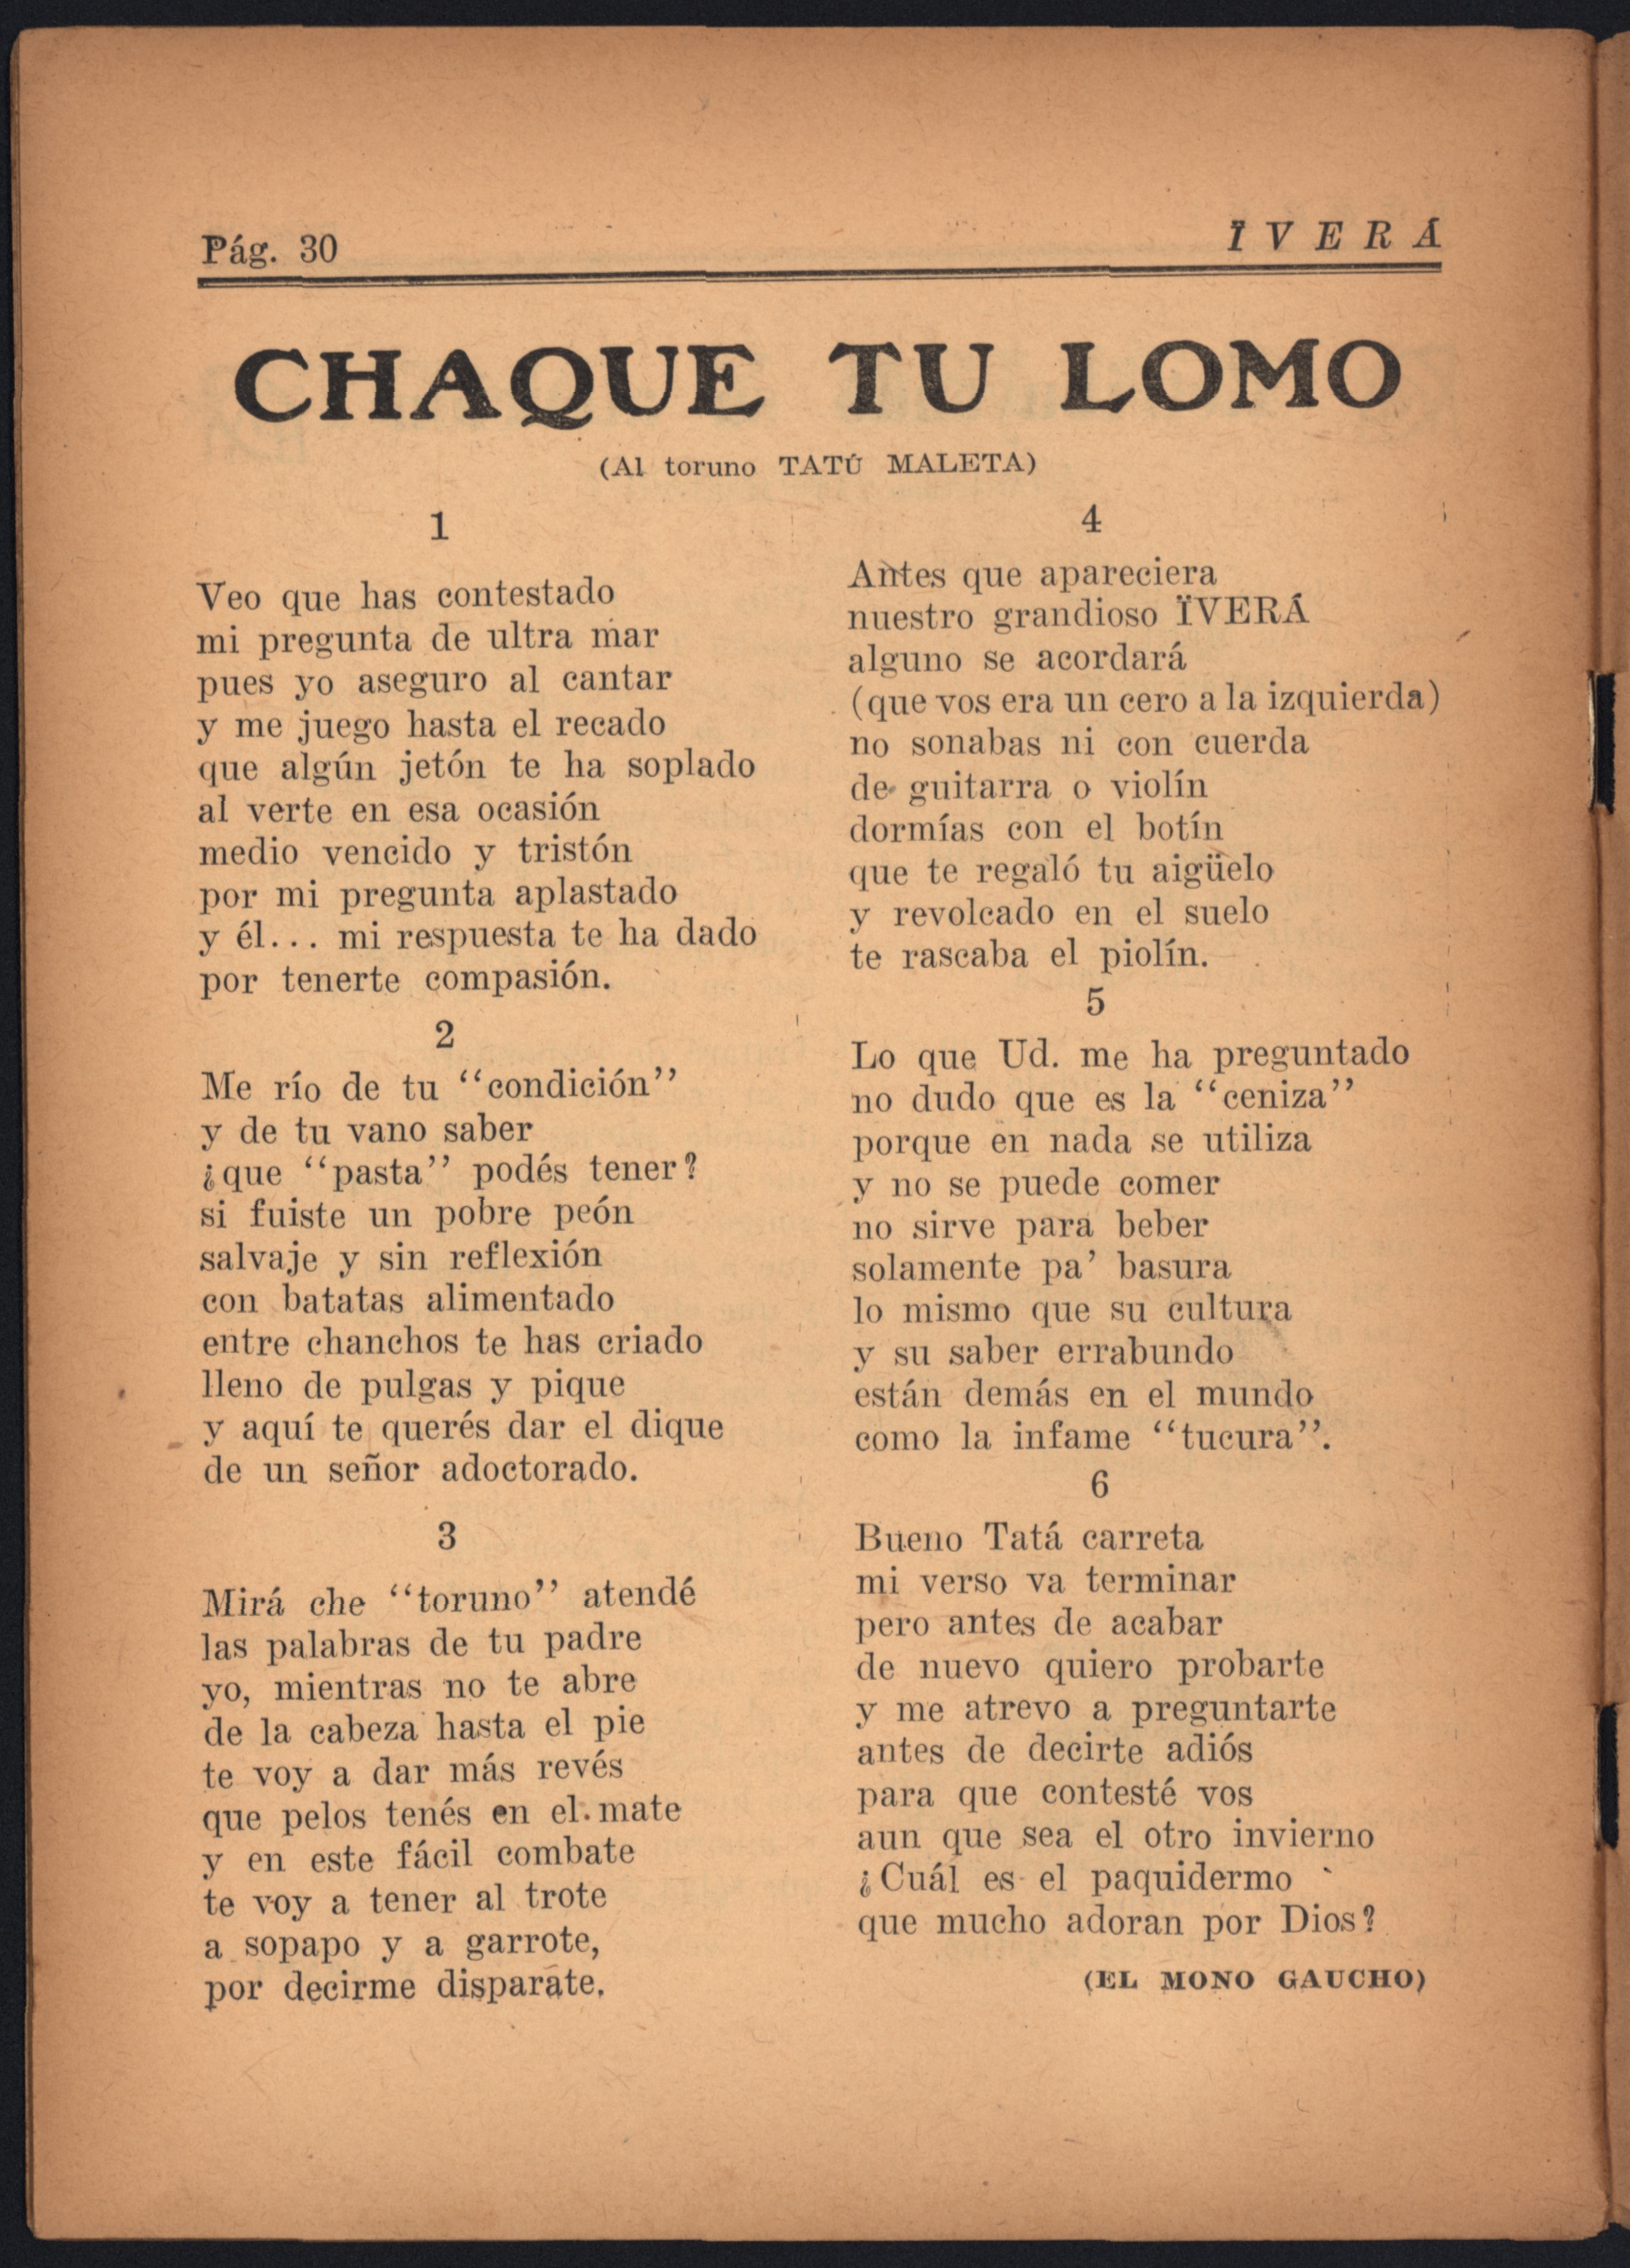 Pág. 30
ÏVERÁ
CHAQUE TU LOMO
(Al toruno TATÚ MALETA)
1
Veo que has contestado
mi pregunta de ultra mar
pues yo aseguro al cantar
y me juego hasta el recado
que algún jetón te ha soplado
al verte en esa ocasión
medio vencido y tristón
por mi pregunta aplastado
y él... mi respuesta te ha dado
por tenerte compasión.
2
Me río de tu “condición”
y de tu vano saber
¿que “pasta” podés tener?
si fuiste un pobre peón
salvaje y sin reflexión
con batatas alimentado
entre chanchos te has criado
lleno de pulgas y pique
y aquí te querés dar el dique
de un señor adoctorado.
3
Mirá che “toruno” atendé
las palabras de tu padre
yo, mientras no te abre
de la cabeza hasta el pie
te voy a dar más revés
que pelos tenés en el mate
y en este fácil combate
te voy a tener al trote
a sopapo y a garrote,
por decirme disparate.
4
Antes que apareciera
nuestro grandioso ÏVERÁ
alguno se acordará
(que vos era un cero a la izquierda)
no sonabas ni con cuerda
de guitarra o violín
dormías con el botín
que te regaló tu aigüelo
y revolcado en el suelo
te rascaba el piolín.
5
Lo que Ud. me ha preguntado
no dudo que es la “ceniza”
porque en nada se utiliza
y no se puede comer
no sirve para beber
solamente pa’ basura
lo mismo que su cultura
y su saber errabundo
están demás en el mundo
como la infame “tucura”.
6
Bueno Tatá carreta
mi verso va terminar
pero antes de acabar
de nuevo quiero probarte
y me atrevo a preguntarte
antes de decirte adiós
para que contesté vos
aun que sea el otro invierno
¿Cuál es el paquidermo
que mucho adoran por Dios?
(EL MONO GAUCHO)